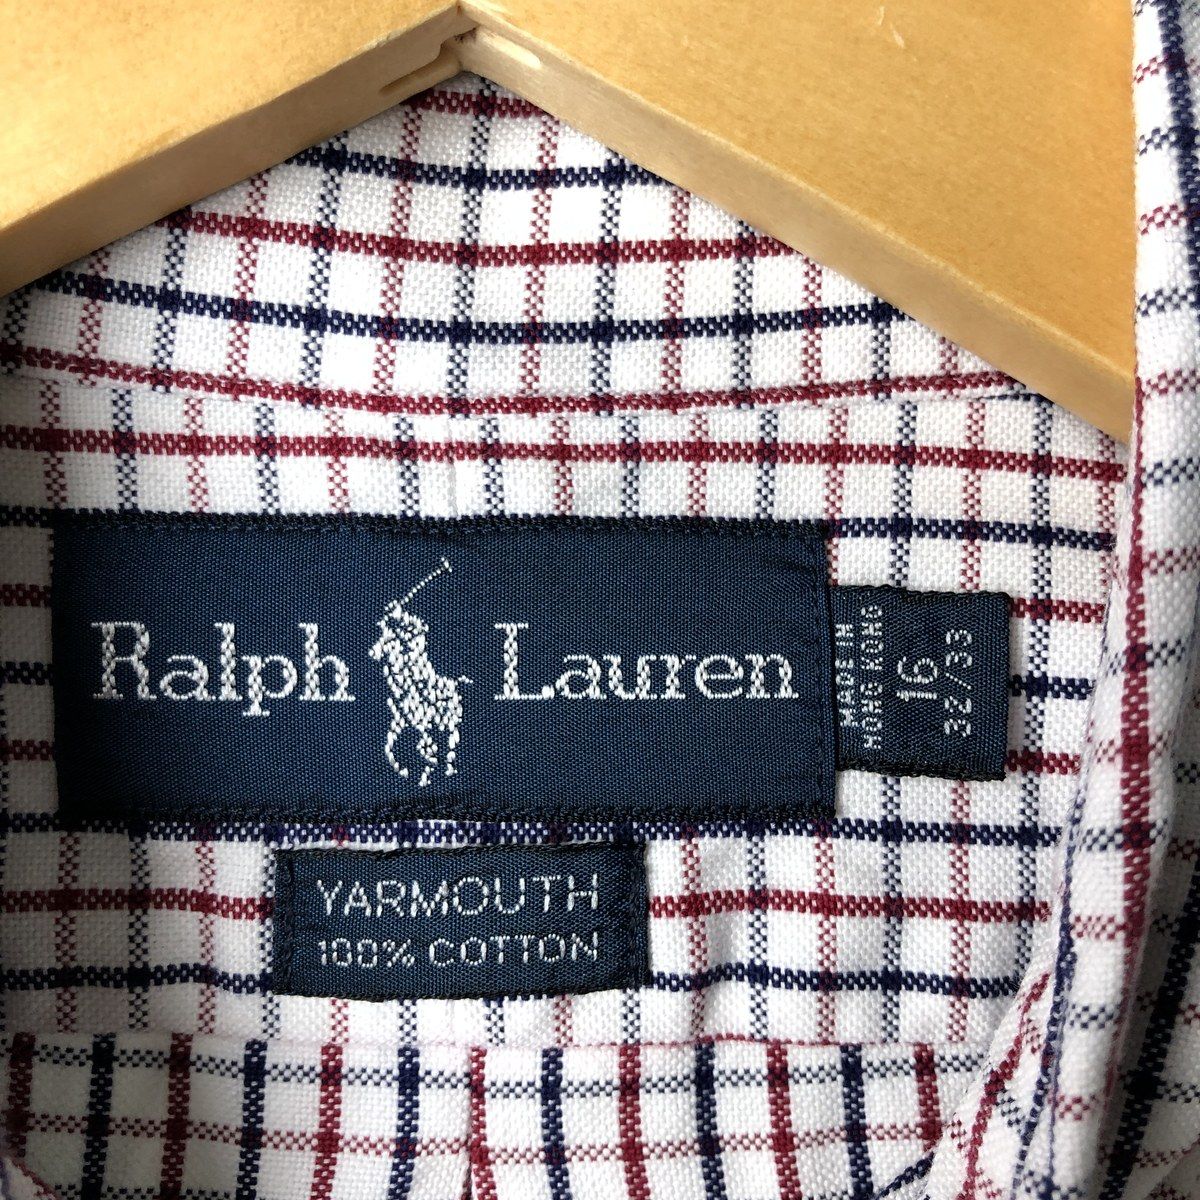 Ralph Lauren
MADE IN
HONG KONG
16
32/33
YARMOUTH
100% COTTON